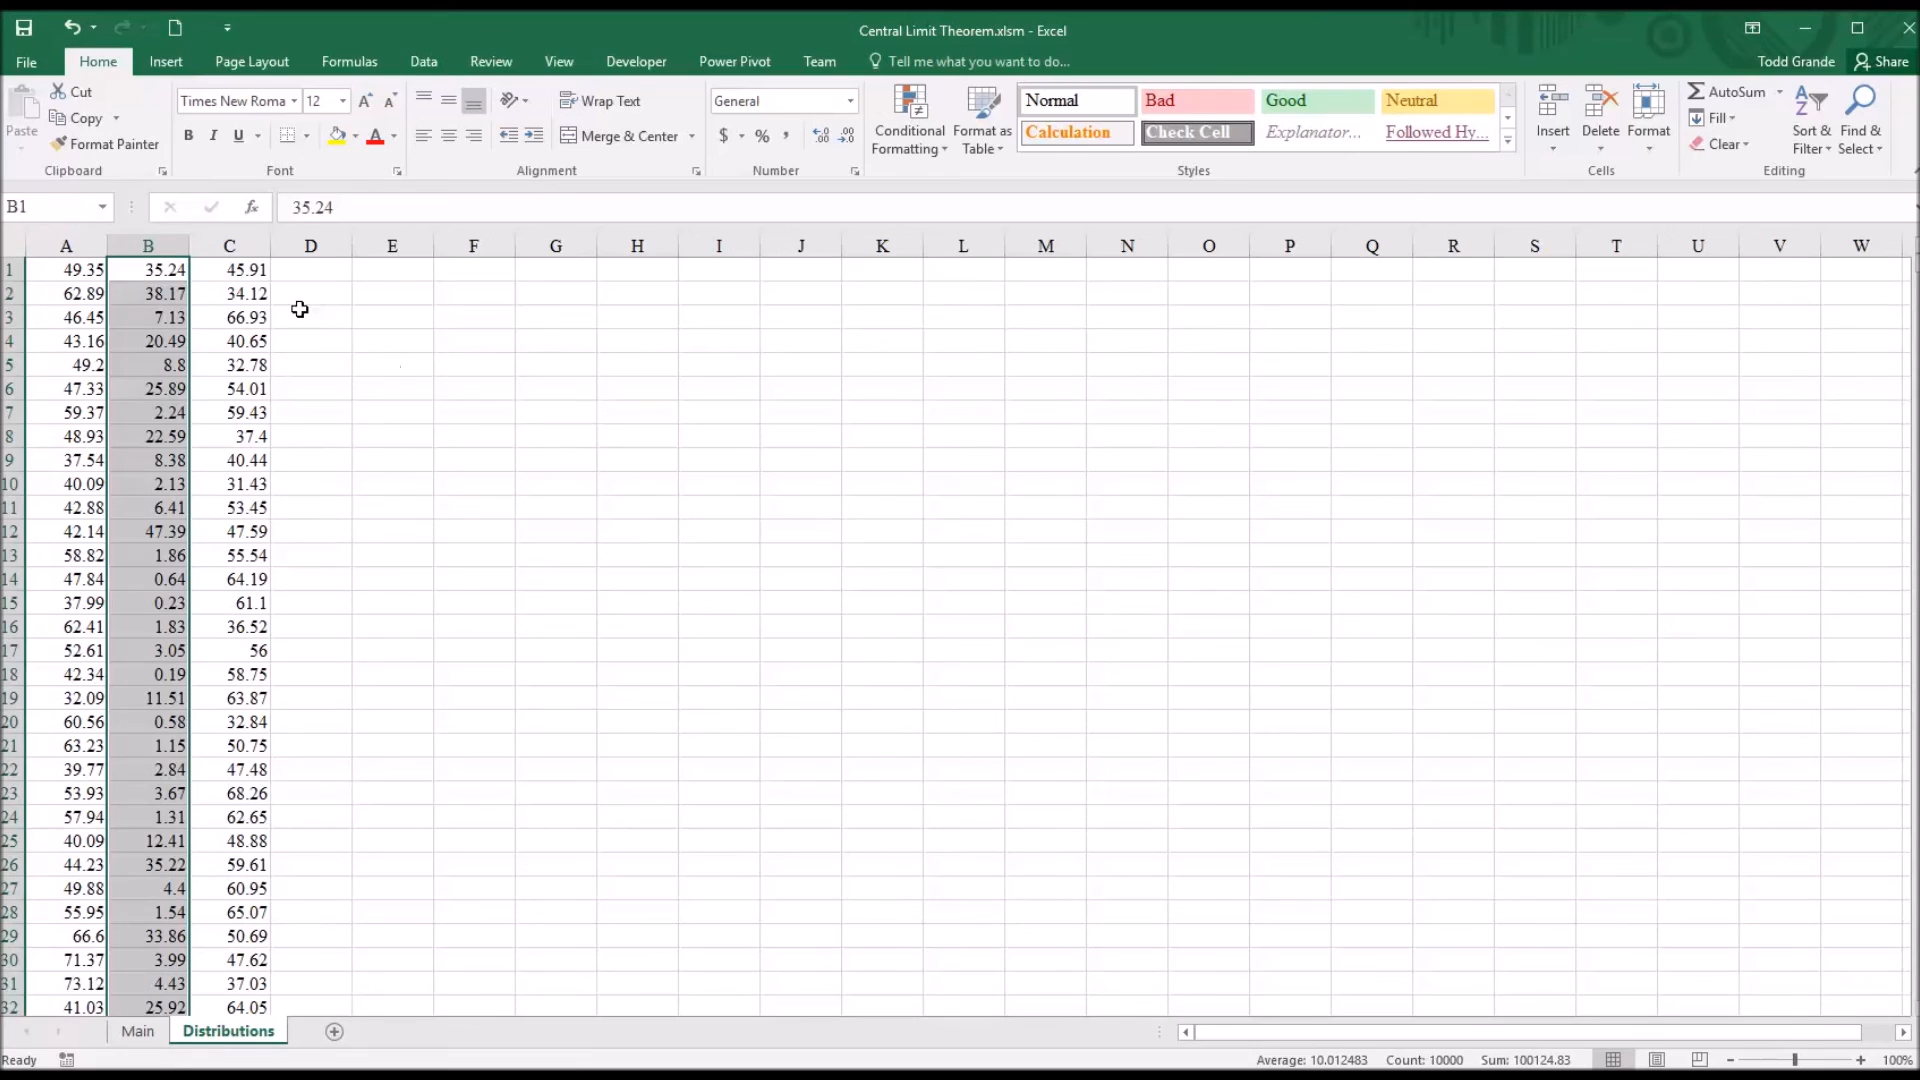 Central Limit Theorem.xlsm - Excel
File Home Insert Page Layout Formulas Data Review View Developer Power Pivot Team Tell me what you want to do... Todd Grande Share
Paste Cut Copy Format Painter Clipboard
Times New Roma 12 B I U A Font
Wrap Text Merge & Center Alignment
General $ % Number
Conditional Formatting Format as Table
Normal Bad Good Neutral
Calculation Check Cell Explanator... Followed Hy...
Styles
Insert Delete Format Cells
AutoSum Fill Clear Sort & Filter Find & Select Editing
B1 fx 35.24
A B C D E F G H I J K L M N O P Q R S T U V W
1 49.35 35.24 45.91
2 62.89 38.17 34.12
3 46.45 7.13 66.93
4 43.16 20.49 40.65
5 49.2 8.8 32.78
6 47.33 25.89 54.01
7 59.37 2.24 59.43
8 48.93 22.59 37.4
9 37.54 8.38 40.44
10 40.09 2.13 31.43
11 42.88 6.41 53.45
12 42.14 47.39 47.59
13 58.82 1.86 55.54
14 47.84 0.64 64.19
15 37.99 0.23 61.1
16 62.41 1.83 36.52
17 52.61 3.05 56
18 42.34 0.19 58.75
19 32.09 11.51 63.87
20 60.56 0.58 32.84
21 63.23 1.15 50.75
22 39.77 2.84 47.48
23 53.93 3.67 68.26
24 57.94 1.31 62.65
25 40.09 12.41 48.88
26 44.23 35.22 59.61
27 49.88 4.4 60.95
28 55.95 1.54 65.07
29 66.6 33.86 50.69
30 71.37 3.99 47.62
31 73.12 4.43 37.03
32 41.03 25.92 64.05
Main Distributions
Ready Average: 10.012483 Count: 10000 Sum: 100124.83 100%